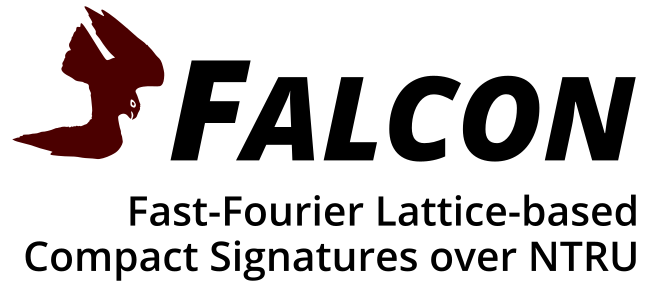 FALCON
Fast-Fourier Lattice-based
Compact Signatures over NTRU